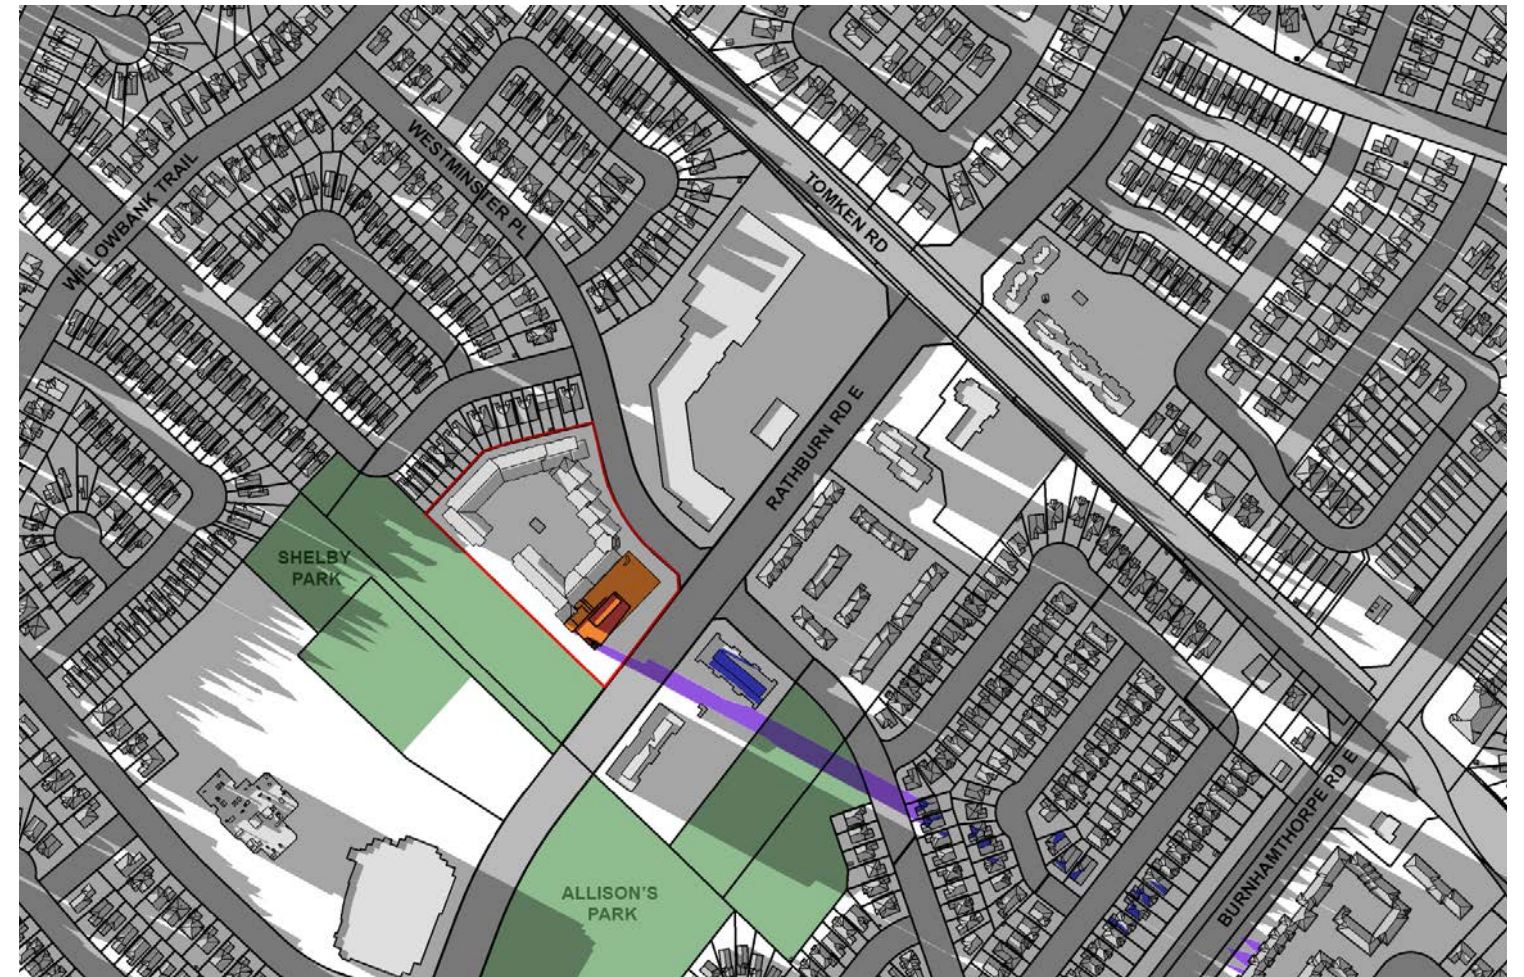 WESTMINSTER PL
WILLOWBANK TRAIL
TOMKEN RD
RATHBURN RD E
SHELBY
PARK
BURNHAMTHORPE RD E
ALLISON'S
PARK